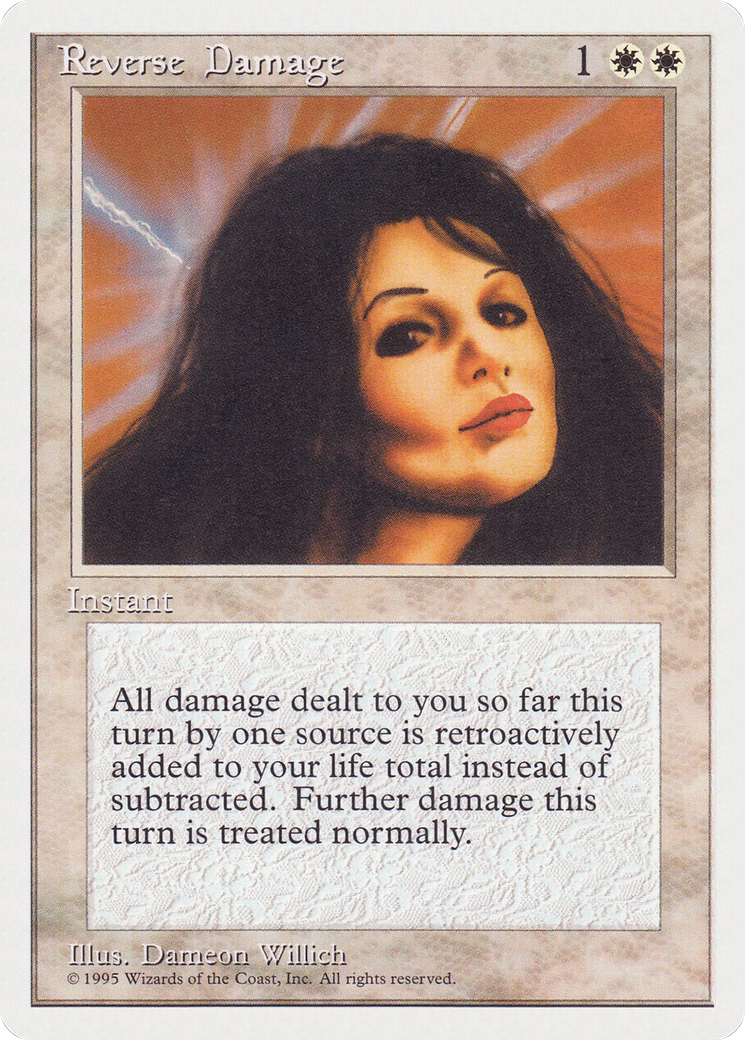 Reverse Damage 1
Instant
All damage dealt to you so far this
turn by one source is retroactively
added to your life total instead of
subtracted. Further damage this
turn is treated normally.
Illus. Dameon Willich
© 1995 Wizards of the Coast, Inc. All rights reserved.